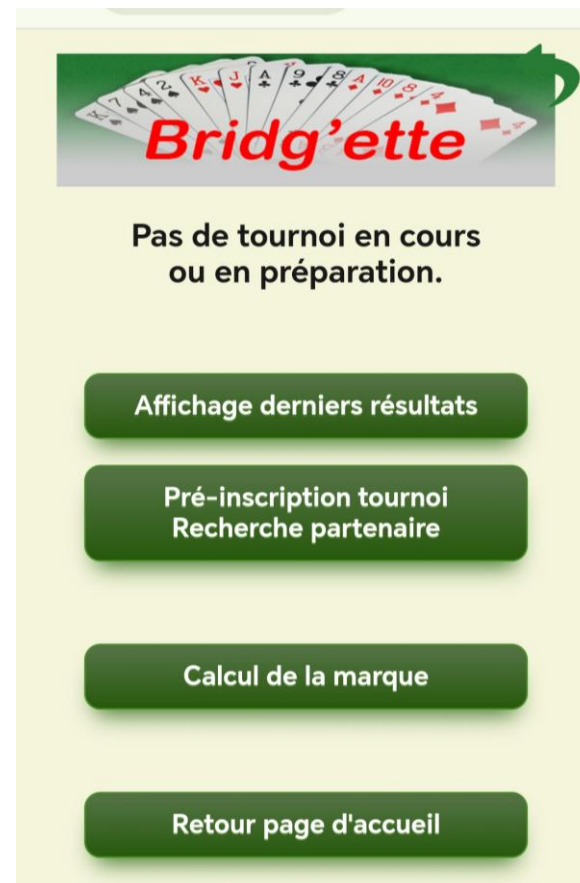 Bridg'ette
Pas de tournoi en cours
ou en préparation.
Affichage derniers résultats
Pré-inscription tournoi
Recherche partenaire
Calcul de la marque
Retour page d'accueil